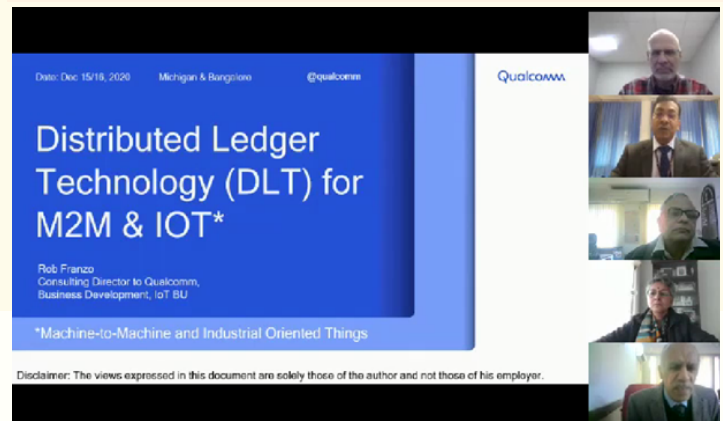 Date: Dec 15/16, 2020 Michigan & Bangalore @qualcomm
Qualcomm
Distributed Ledger
Technology (DLT) for
M2M & IOT*
Rob Franzo
Consulting Director to Qualcomm,
Business Development, IoT BU
*Machine-to-Machine and Industrial Oriented Things
Disclaimer: The views expressed in this document are solely those of the author and not those of his employer.